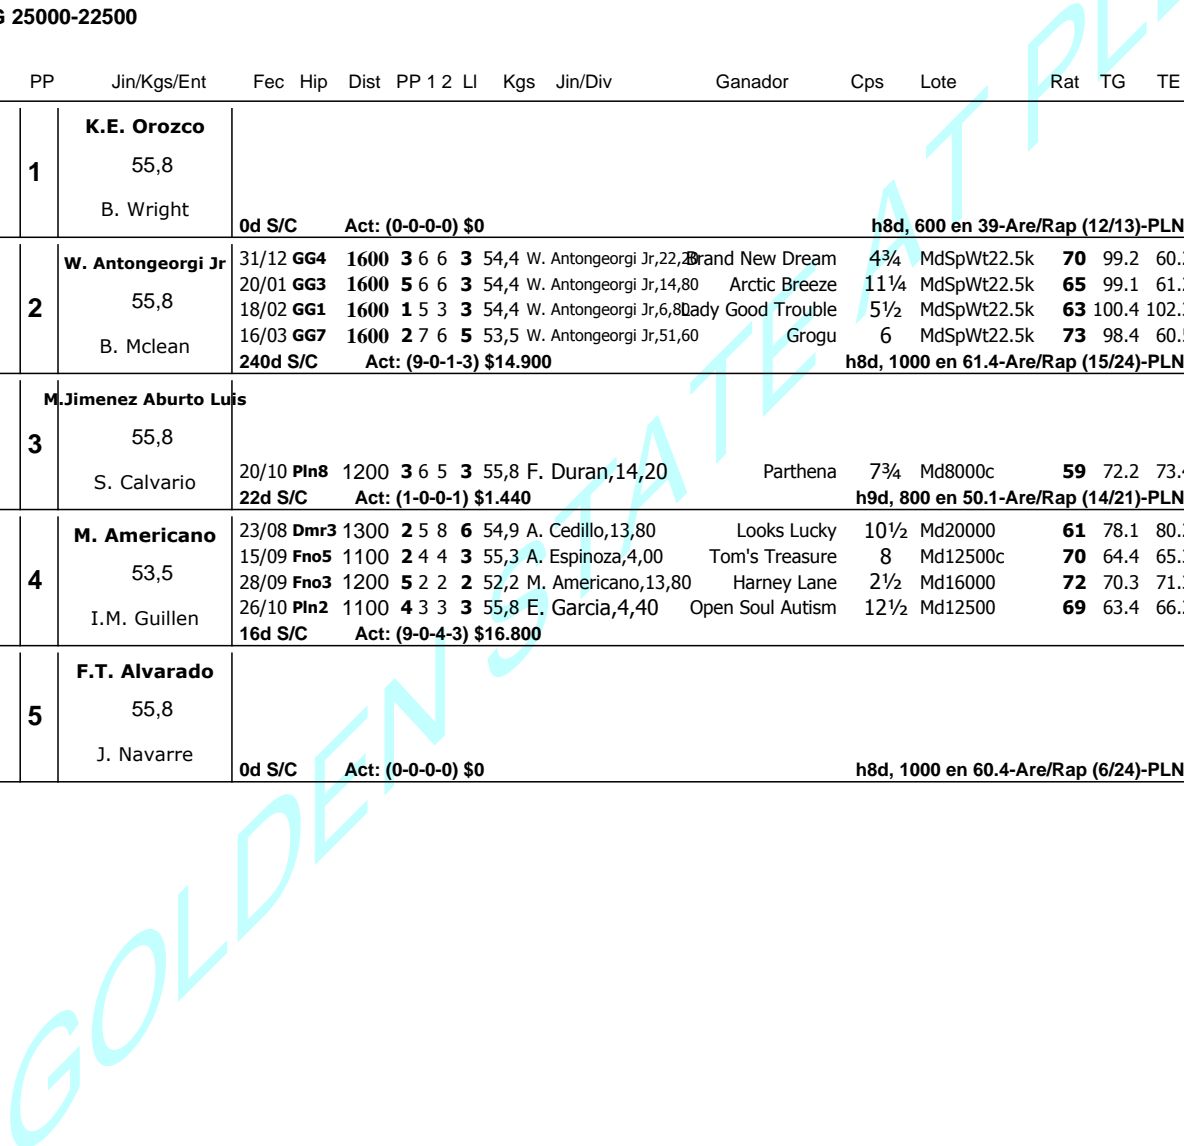 G 25000-22500
PP Jin/Kgs/Ent Fec Hip Dist PP 1 2 Ll Kgs Jin/Div Ganador Cps Lote Rat TG TE
K.E. Orozco
1 55,8
B. Wright
0d S/C Act: (0-0-0-0) $0 h8d, 600 en 39-Are/Rap (12/13)-PLN
W. Antongeorgi Jr 31/12 GG4 1600 3 6 6 3 54,4 W. Antongeorgi Jr,22,20 Brand New Dream 4¾ MdSpWt22.5k 70 99.2 60.
20/01 GG3 1600 5 6 6 3 54,4 W. Antongeorgi Jr,14,80 Arctic Breeze 11¼ MdSpWt22.5k 65 99.1 61.
2 55,8 18/02 GG1 1600 1 5 3 3 54,4 W. Antongeorgi Jr,6,80 Lady Good Trouble 5½ MdSpWt22.5k 63 100.4 102.
B. Mclean 16/03 GG7 1600 2 7 6 5 53,5 W. Antongeorgi Jr,51,60 Grogu 6 MdSpWt22.5k 73 98.4 60.
240d S/C Act: (9-0-1-3) $14.900 h8d, 1000 en 61.4-Are/Rap (15/24)-PLN
M.Jimenez Aburto Luis
3 55,8
S. Calvario 20/10 Pln8 1200 3 6 5 3 55,8 F. Duran,14,20 Parthena 7¾ Md8000c 59 72.2 73.
22d S/C Act: (1-0-0-1) $1.440 h9d, 800 en 50.1-Are/Rap (14/21)-PLN
M. Americano 23/08 Dmr3 1300 2 5 8 6 54,9 A. Cedillo,13,80 Looks Lucky 10½ Md20000 61 78.1 80.
15/09 Fno5 1100 2 4 4 3 55,3 A. Espinoza,4,00 Tom's Treasure 8 Md12500c 70 64.4 65.
4 53,5 28/09 Fno3 1200 5 2 2 2 52,2 M. Americano,13,80 Harney Lane 2½ Md16000 72 70.3 71.
I.M. Guillen 26/10 Pln2 1100 4 3 3 3 55,8 E. Garcia,4,40 Open Soul Autism 12½ Md12500 69 63.4 66.
16d S/C Act: (9-0-4-3) $16.800
F.T. Alvarado
5 55,8
J. Navarre
0d S/C Act: (0-0-0-0) $0 h8d, 1000 en 60.4-Are/Rap (6/24)-PLN
GOLDEN STATE AT PL